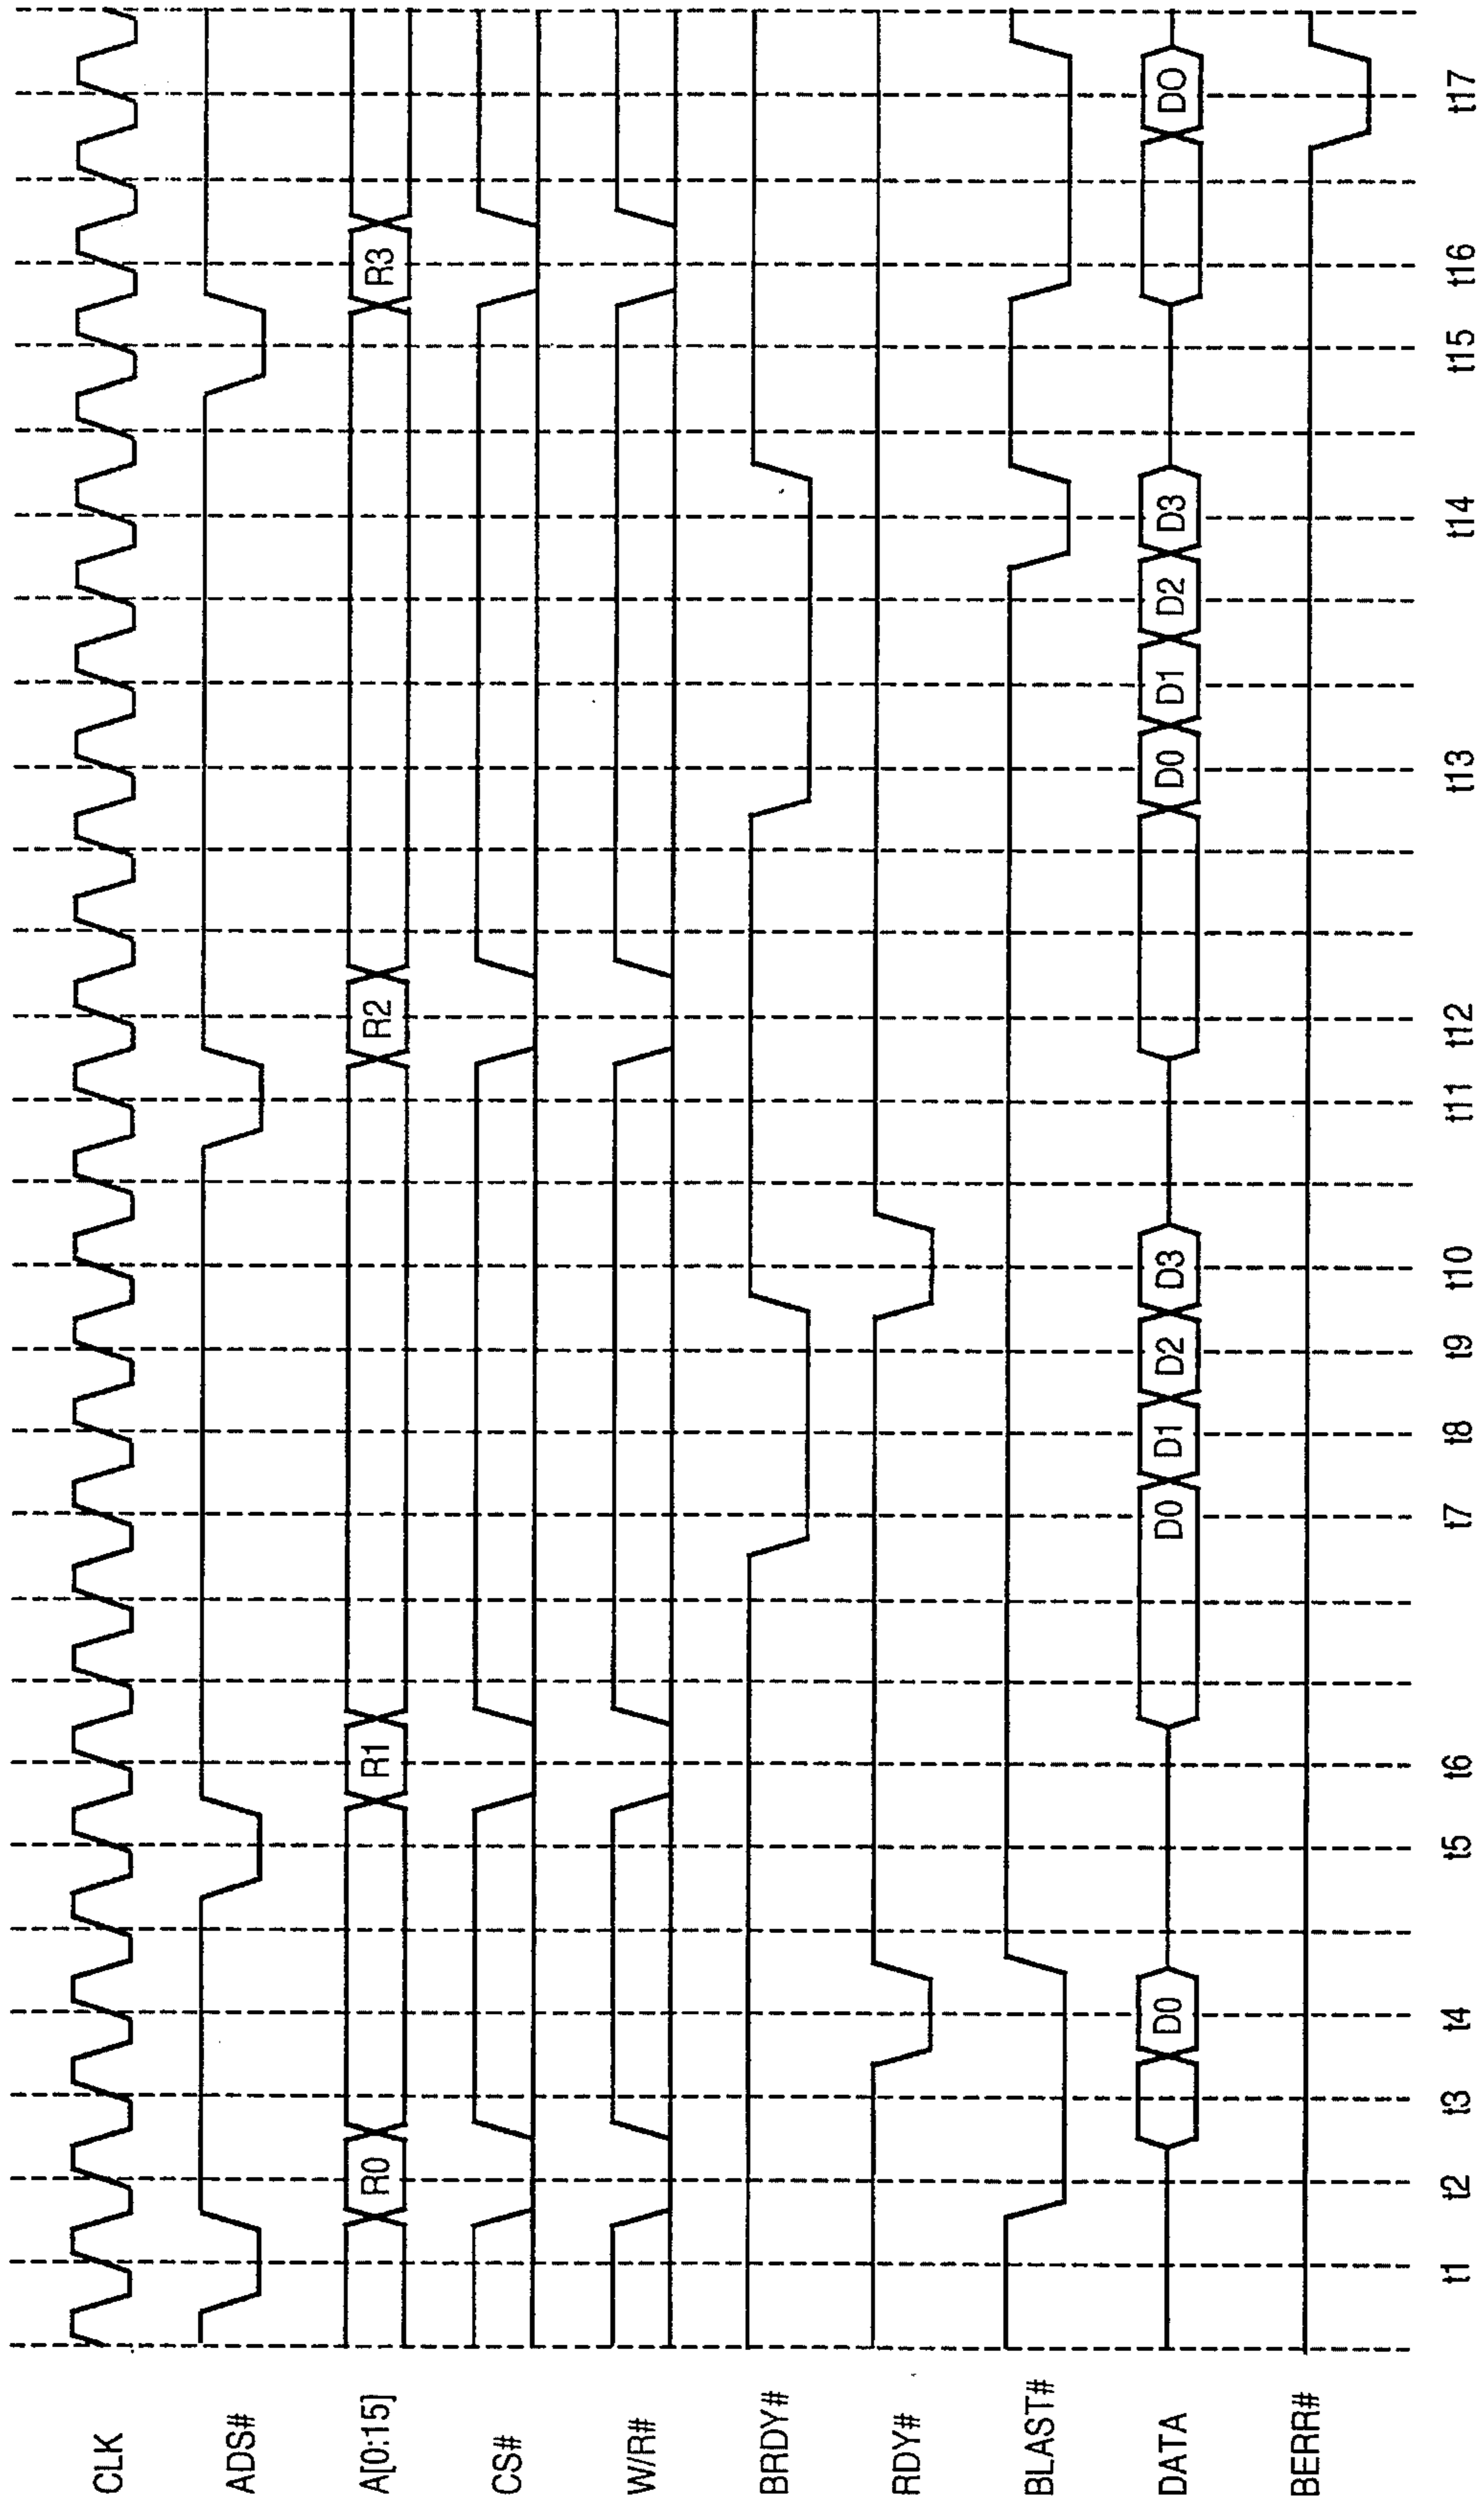 CLK
ADS#
A[0:15] R0 R1 R2 R3
CS#
W/R#
BRDY#
RDY#
BLAST#
DATA D0 D0 D1 D2 D3 D0 D1 D2 D3 DO
BERR#
t1 t2 t3 t4 t5 t6 t7 t8 t9 t10 t11 t12 t13 t14 t15 t16 t17